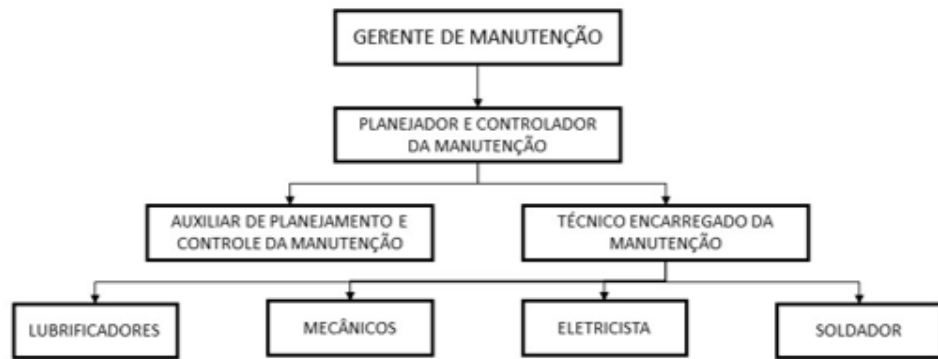 GERENTE DE MANUTENÇÃO
PLANEJADOR E CONTROLADOR
DA MANUTENÇÃO
AUXILIAR DE PLANEJAMENTO E
CONTROLE DA MANUTENÇÃO
TÉCNICO ENCARREGADO DA
MANUTENÇÃO
LUBRIFICADORES
MECÂNICOS
ELETRICISTA
SOLDADOR